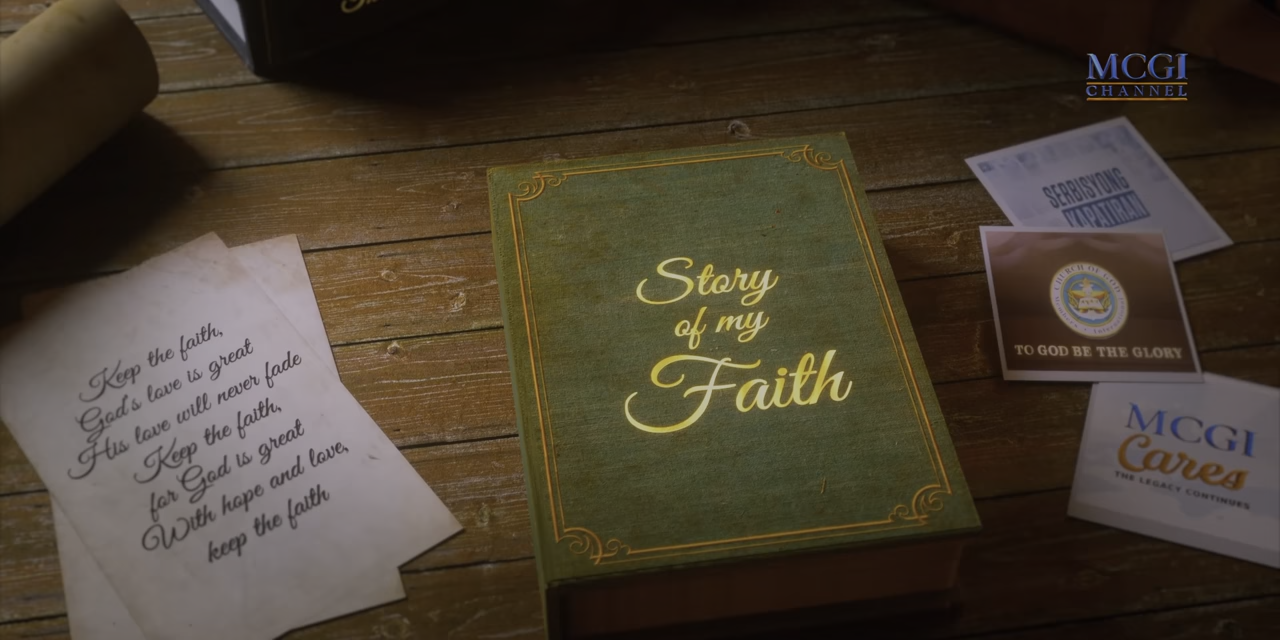 MCGI
CHANNEL
SERBISYONG
KAPATIRAN
TO GOD BE THE GLORY
MCGI
Cares
THE LEGACY CONTINUES
Story
of my
Faith
Keep the faith,
God's love is great
His love will never fade
Keep the faith,
for God is great
With hope and love,
keep the faith